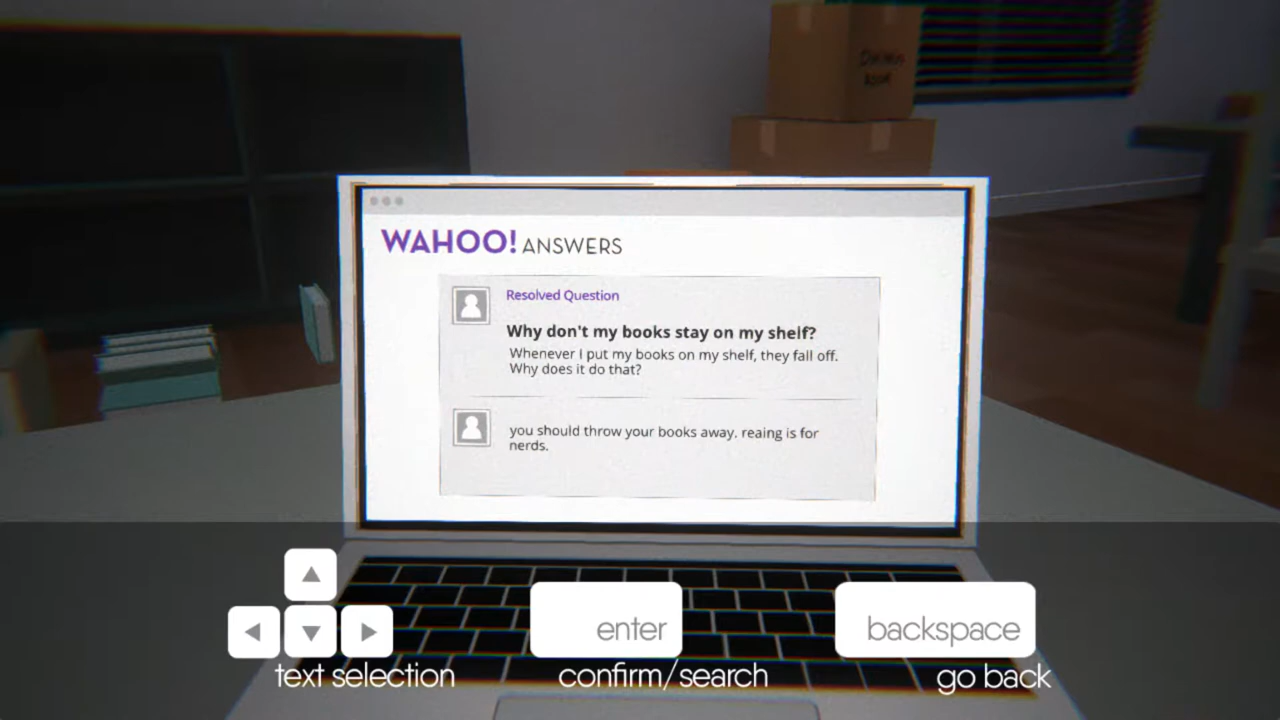 WAHOO! ANSWERS
Resolved Question
Why don't my books stay on my shelf?
Whenever I put my books on my shelf, they fall off.
Why does it do that?
you should throw your books away. reaing is for
nerds.
enter
backspace
text selection
confirm/search
go back